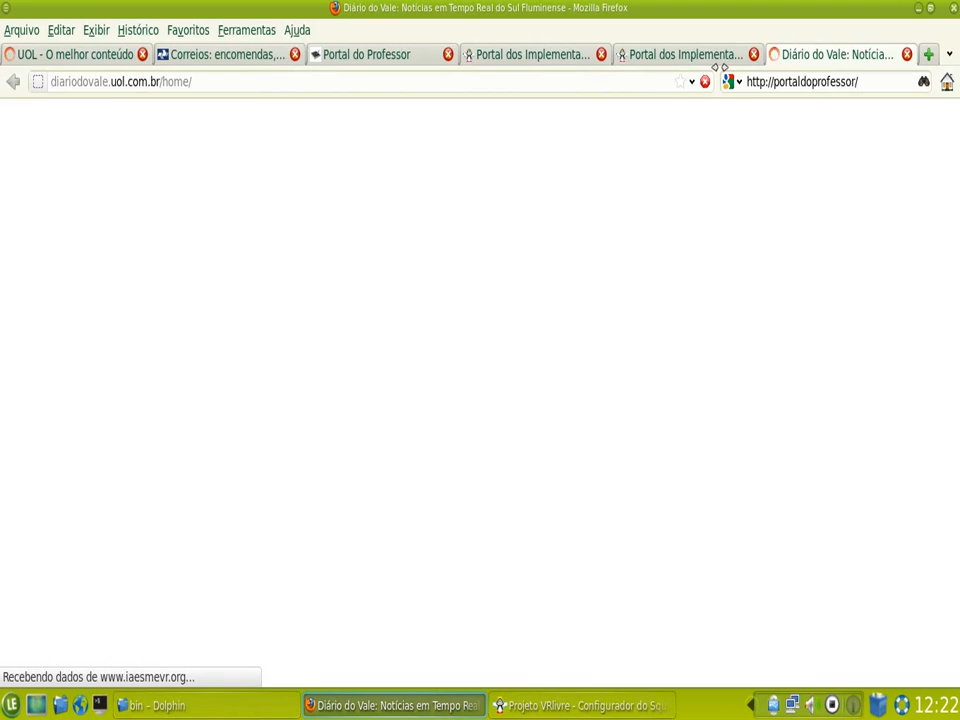 Diário do Vale: Notícias em Tempo Real do Sul Fluminense - Mozilla Firefox
Arquivo Editar Exibir Histórico Favoritos Ferramentas Ajuda
UOL - O melhor conteúdo Correios: encomendas,... Portal do Professor Portal dos Implementa... Portal dos Implementa... Diário do Vale: Notícia...
diariodovale.uol.com.br/home/ http://portaldoprofessor/
Recebendo dados de www.iaesmevr.org...
LE bin – Dolphin Diário do Vale: Notícias em Tempo Rea Projeto VRlivre - Configurador do Squ 12:22